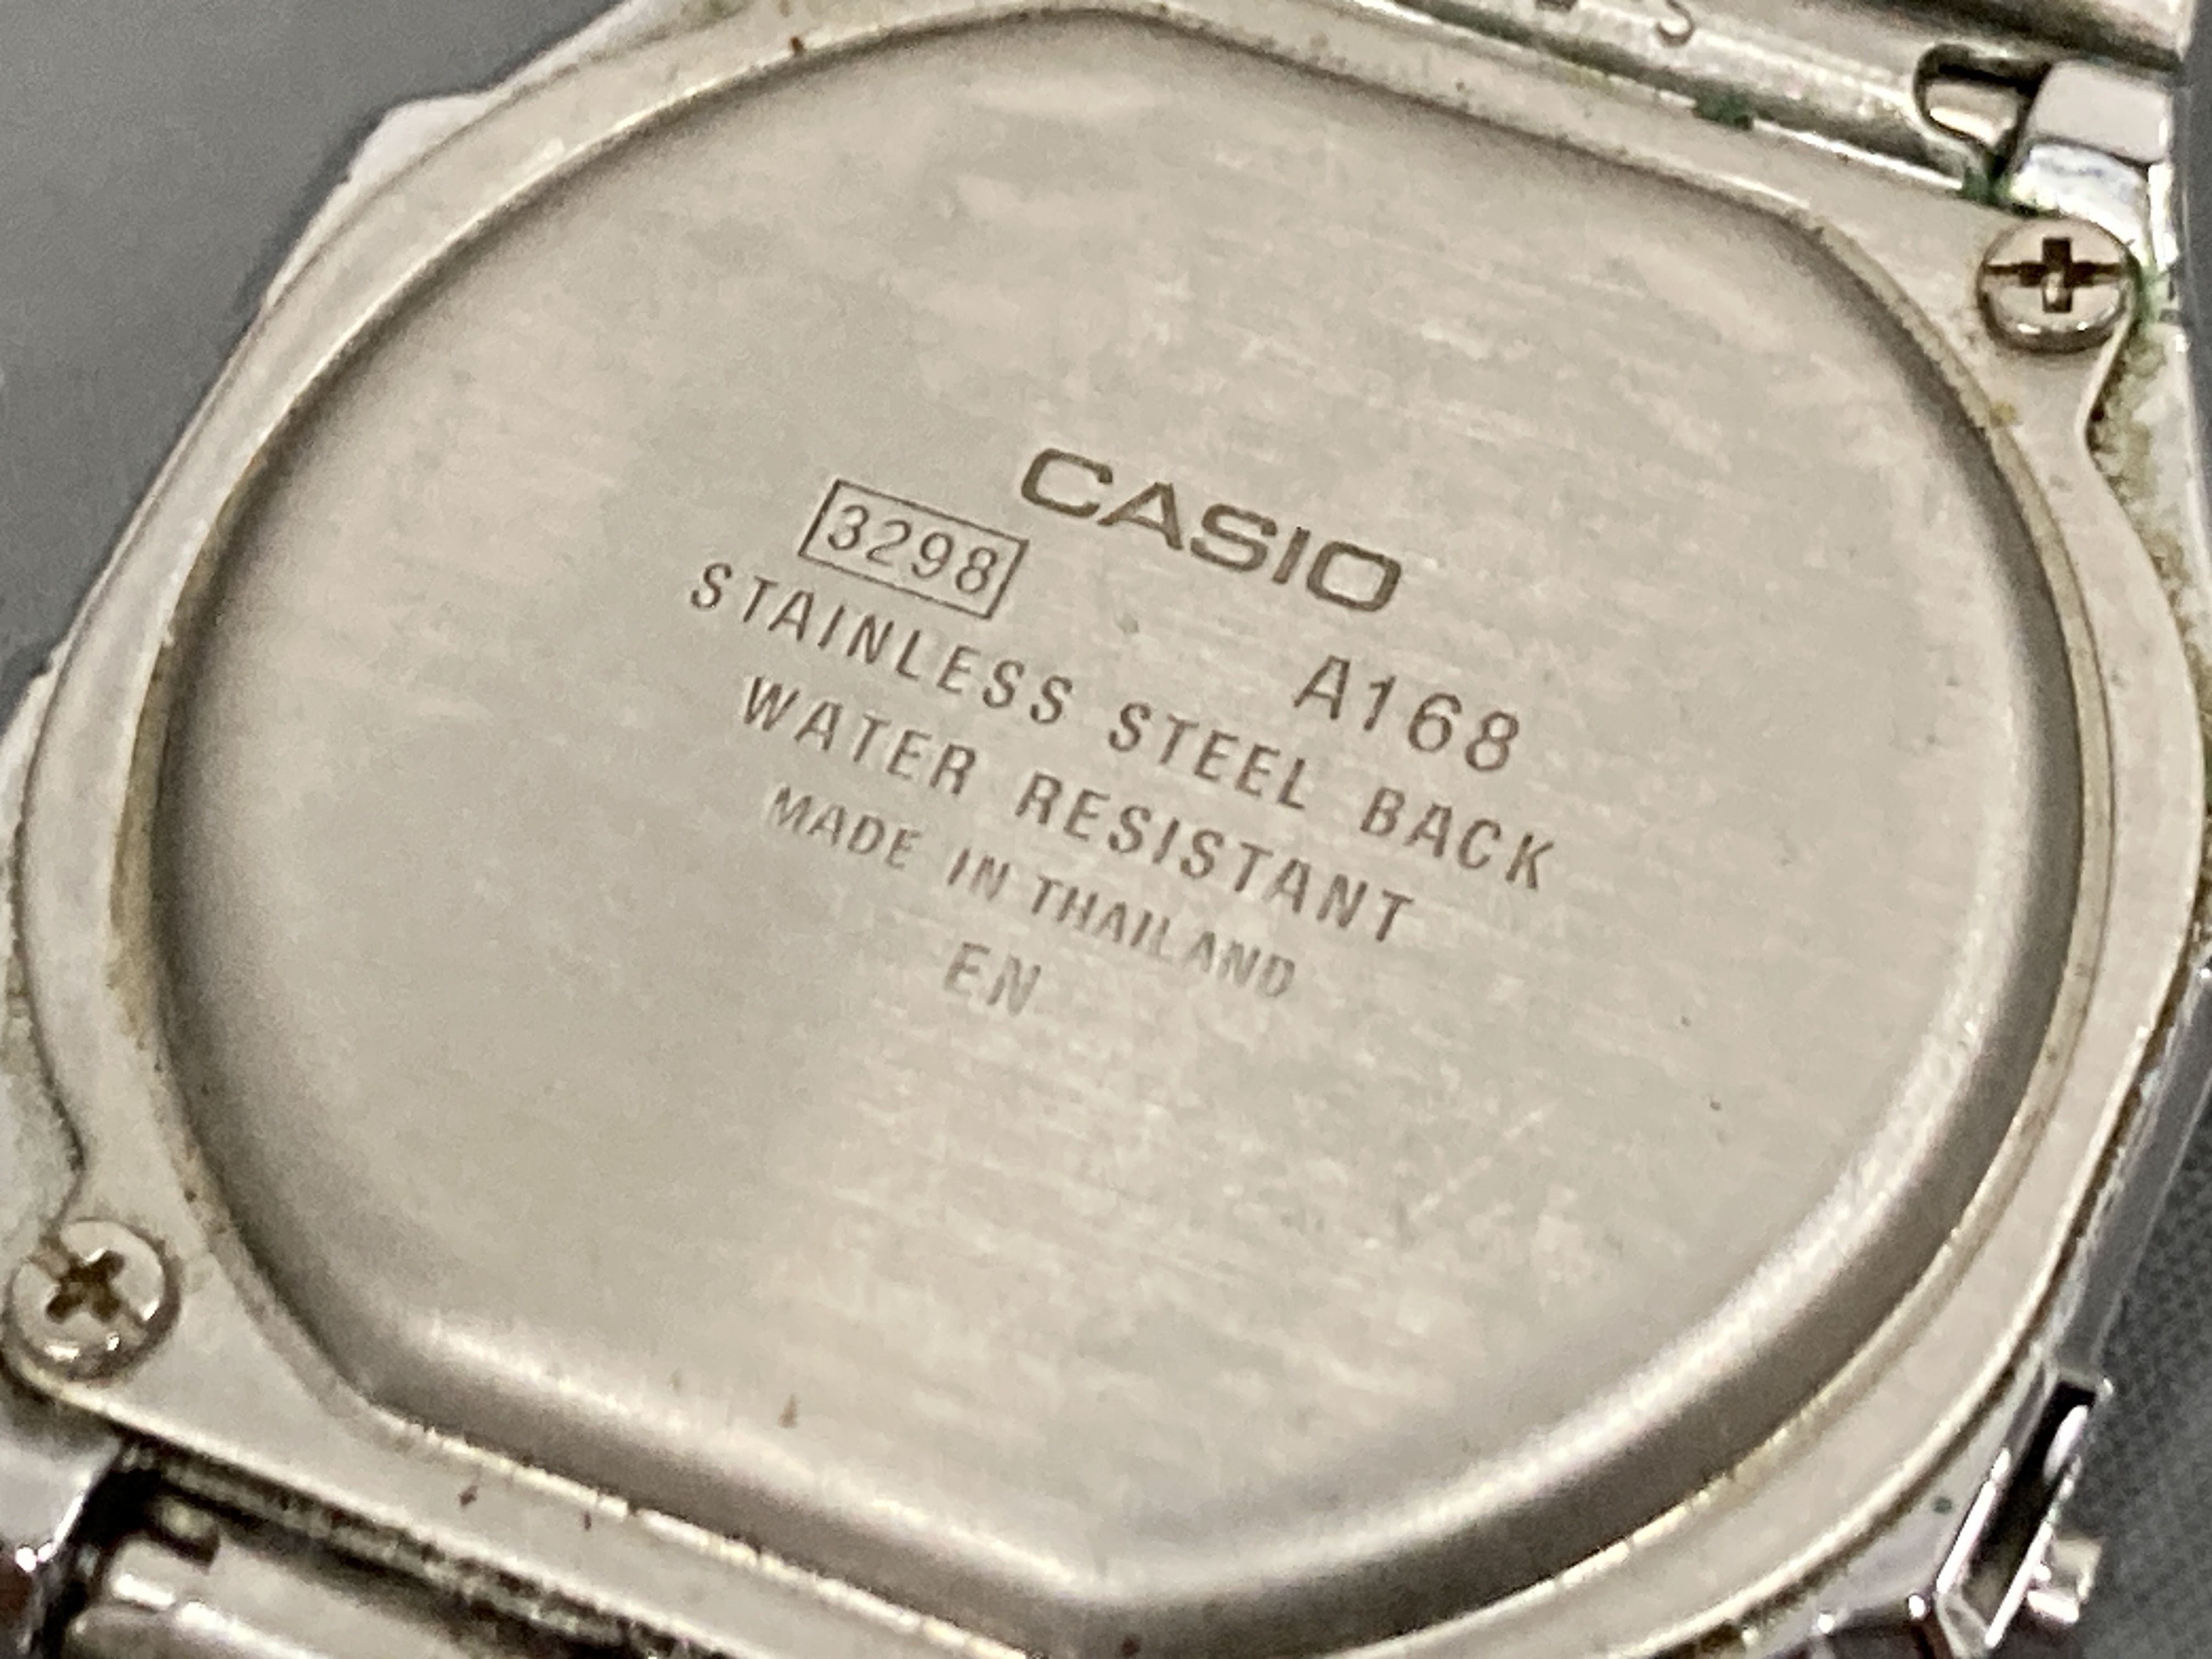 CASIO
3298 A168
STAINLESS STEEL BACK
WATER RESISTANT
MADE IN THAILAND
EN